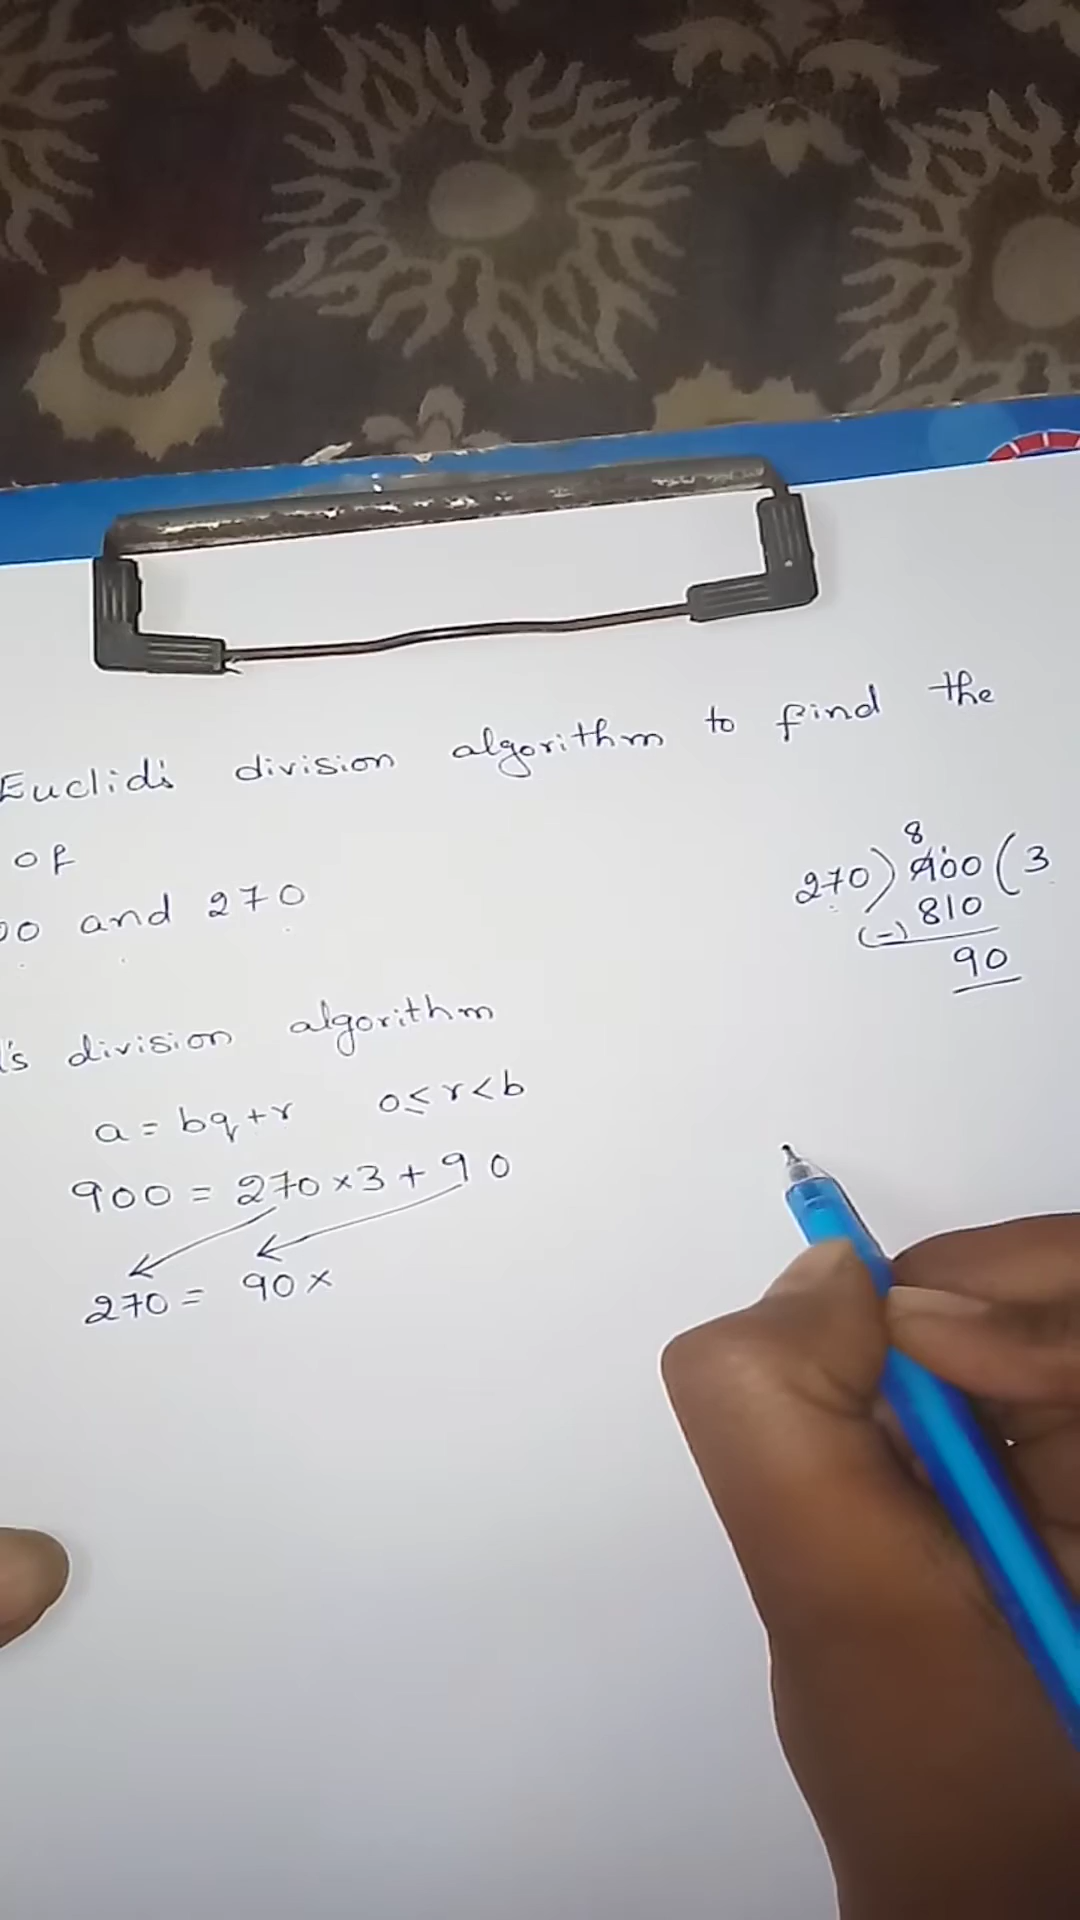 Euclid's division algorithm to find the
of
00 and 270
's division algorithm
a = bq+r 0≤r<b
900 = 270×3+90
270 = 90×
8
270)900(3
(-) 810
90